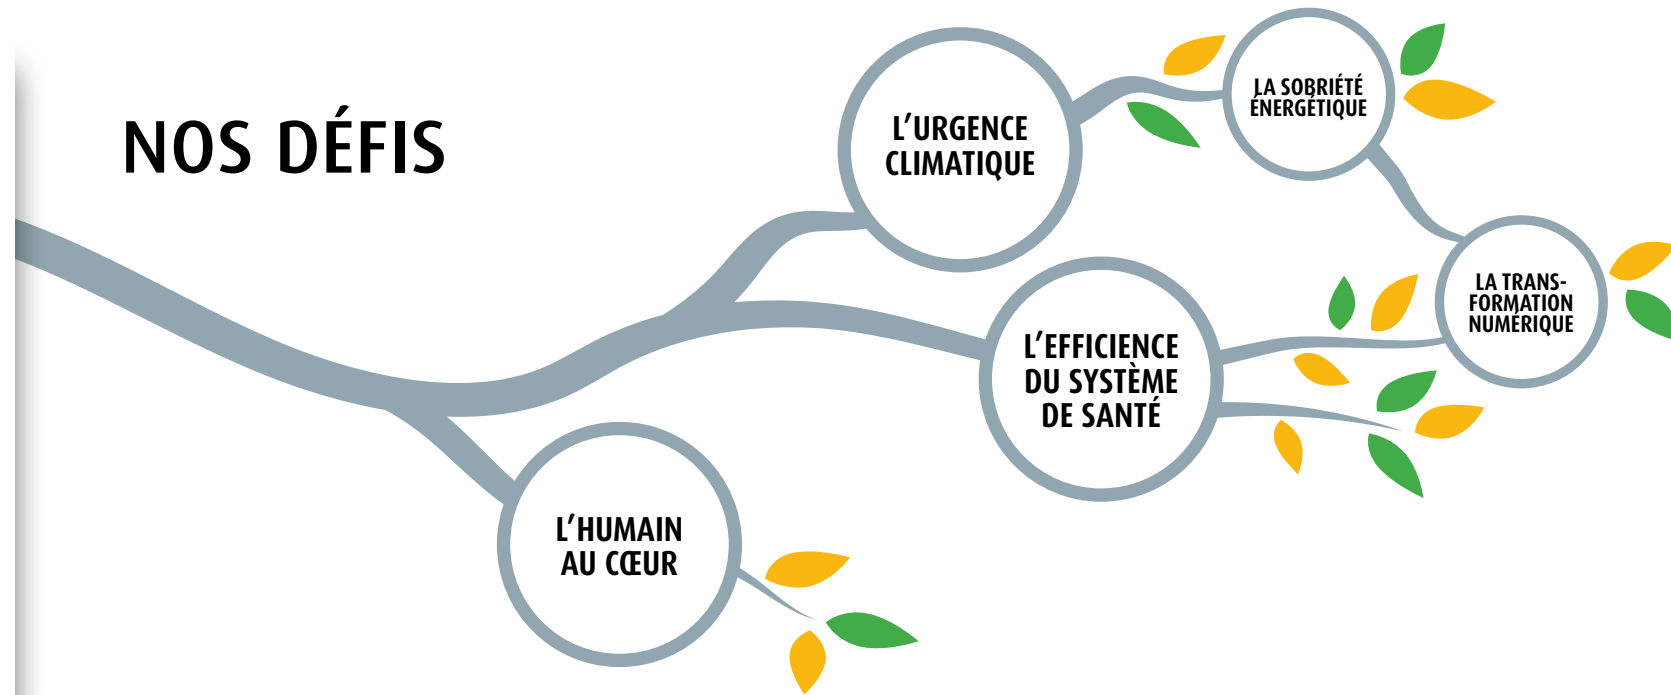 NOS DÉFIS
L'URGENCE
CLIMATIQUE
LA SOBRIÉTÉ
ÉNERGÉTIQUE
LA TRANS-
FORMATION
NUMÉRIQUE
L'EFFICIENCE
DU SYSTÈME
DE SANTÉ
L'HUMAIN
AU CŒUR